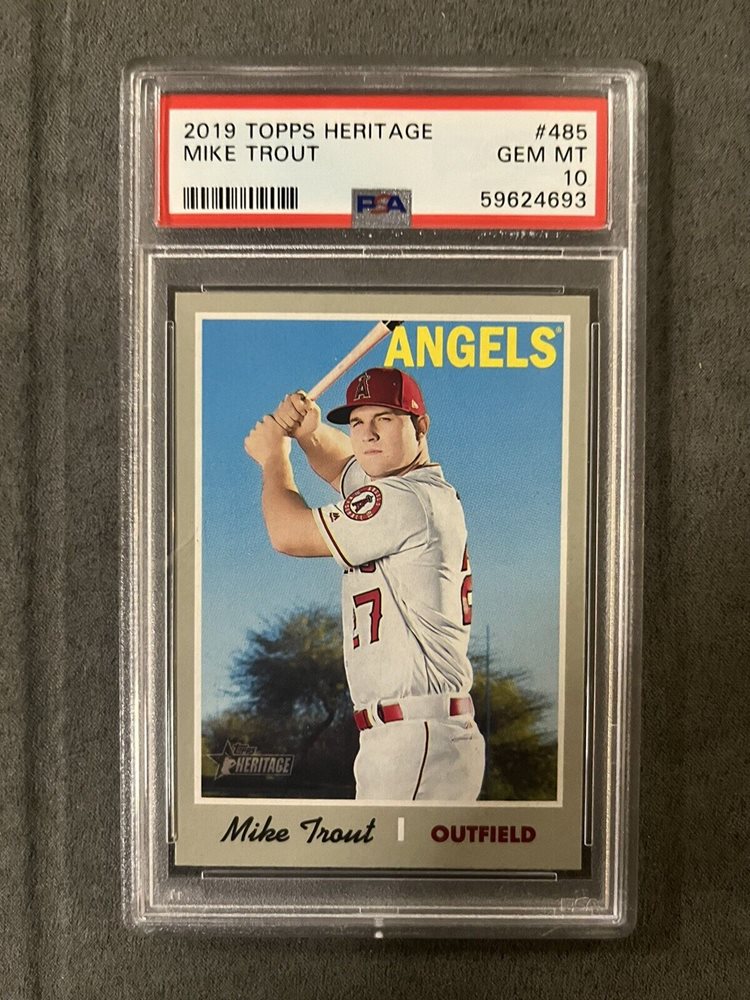 2019 TOPPS HERITAGE #485
MIKE TROUT GEM MT
10
PSA 59624693
ANGELS®
A
A
27
Topps
HERITAGE
Mike Trout | OUTFIELD